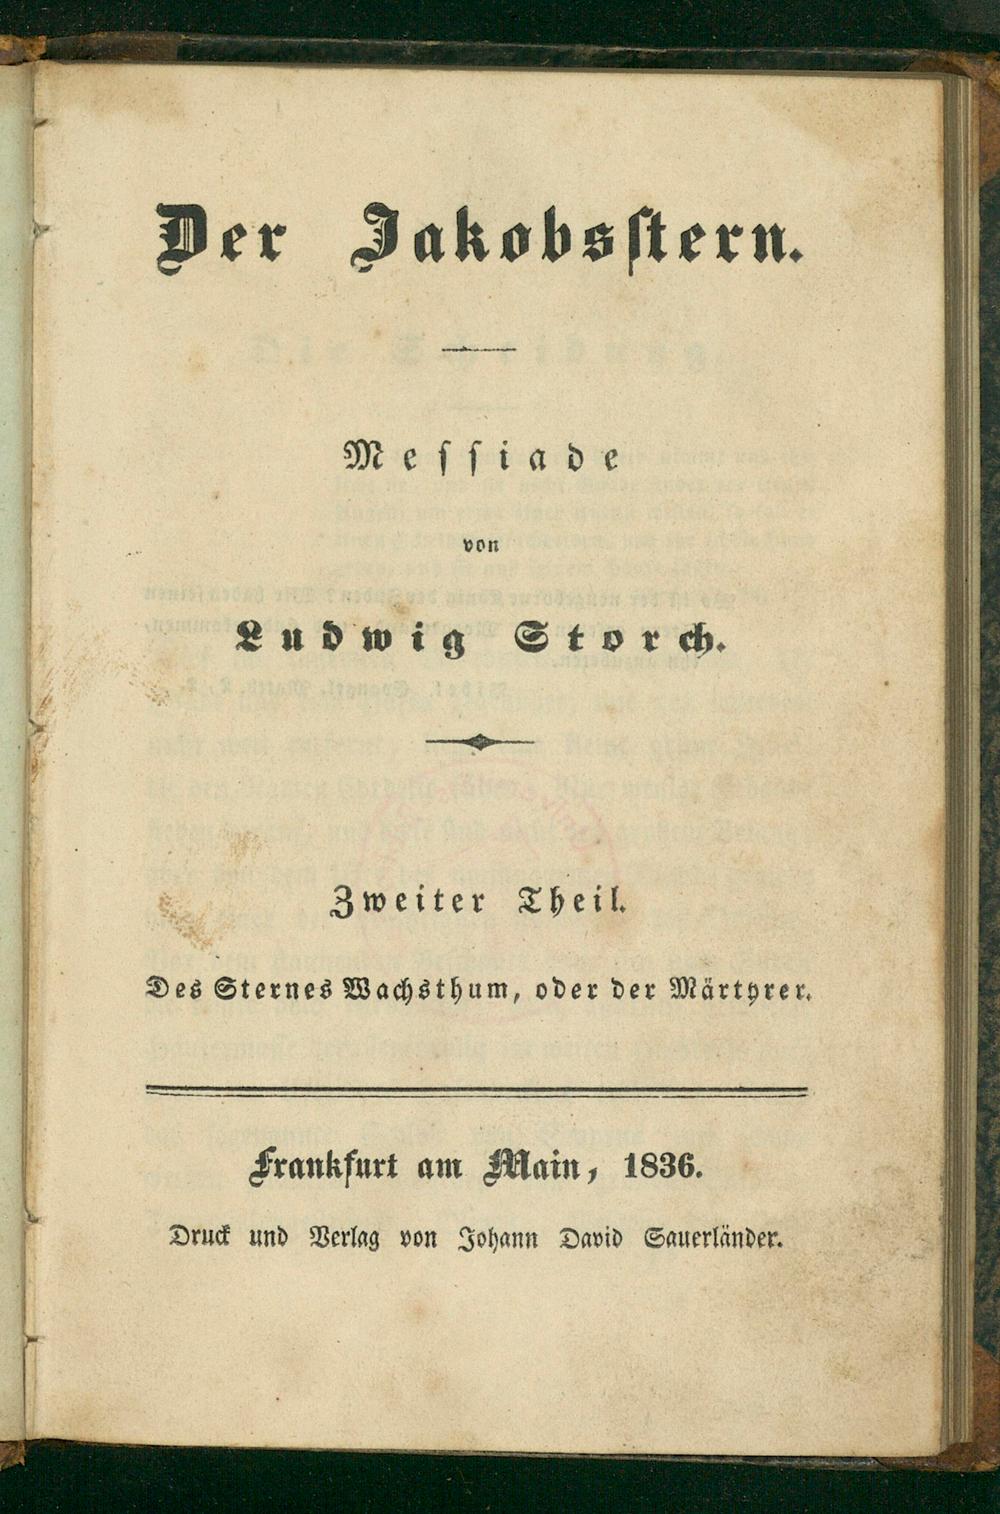 Der Jakobsſtern.
Meſſiade
von
Ludwig Storch.
Zweiter Theil.
Des Sternes Wachsthum, oder der Märtyrer.
Frankfurt am Main, 1836.
Druck und Verlag von Johann David Sauerländer.